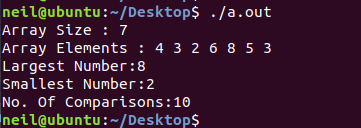 neil@ubuntu:~/Desktop$ ./a.out
Array Size : 7
Array Elements : 4 3 2 6 8 5 3
Largest Number:8
Smallest Number:2
No. Of Comparisons:10
neil@ubuntu:~/Desktop$